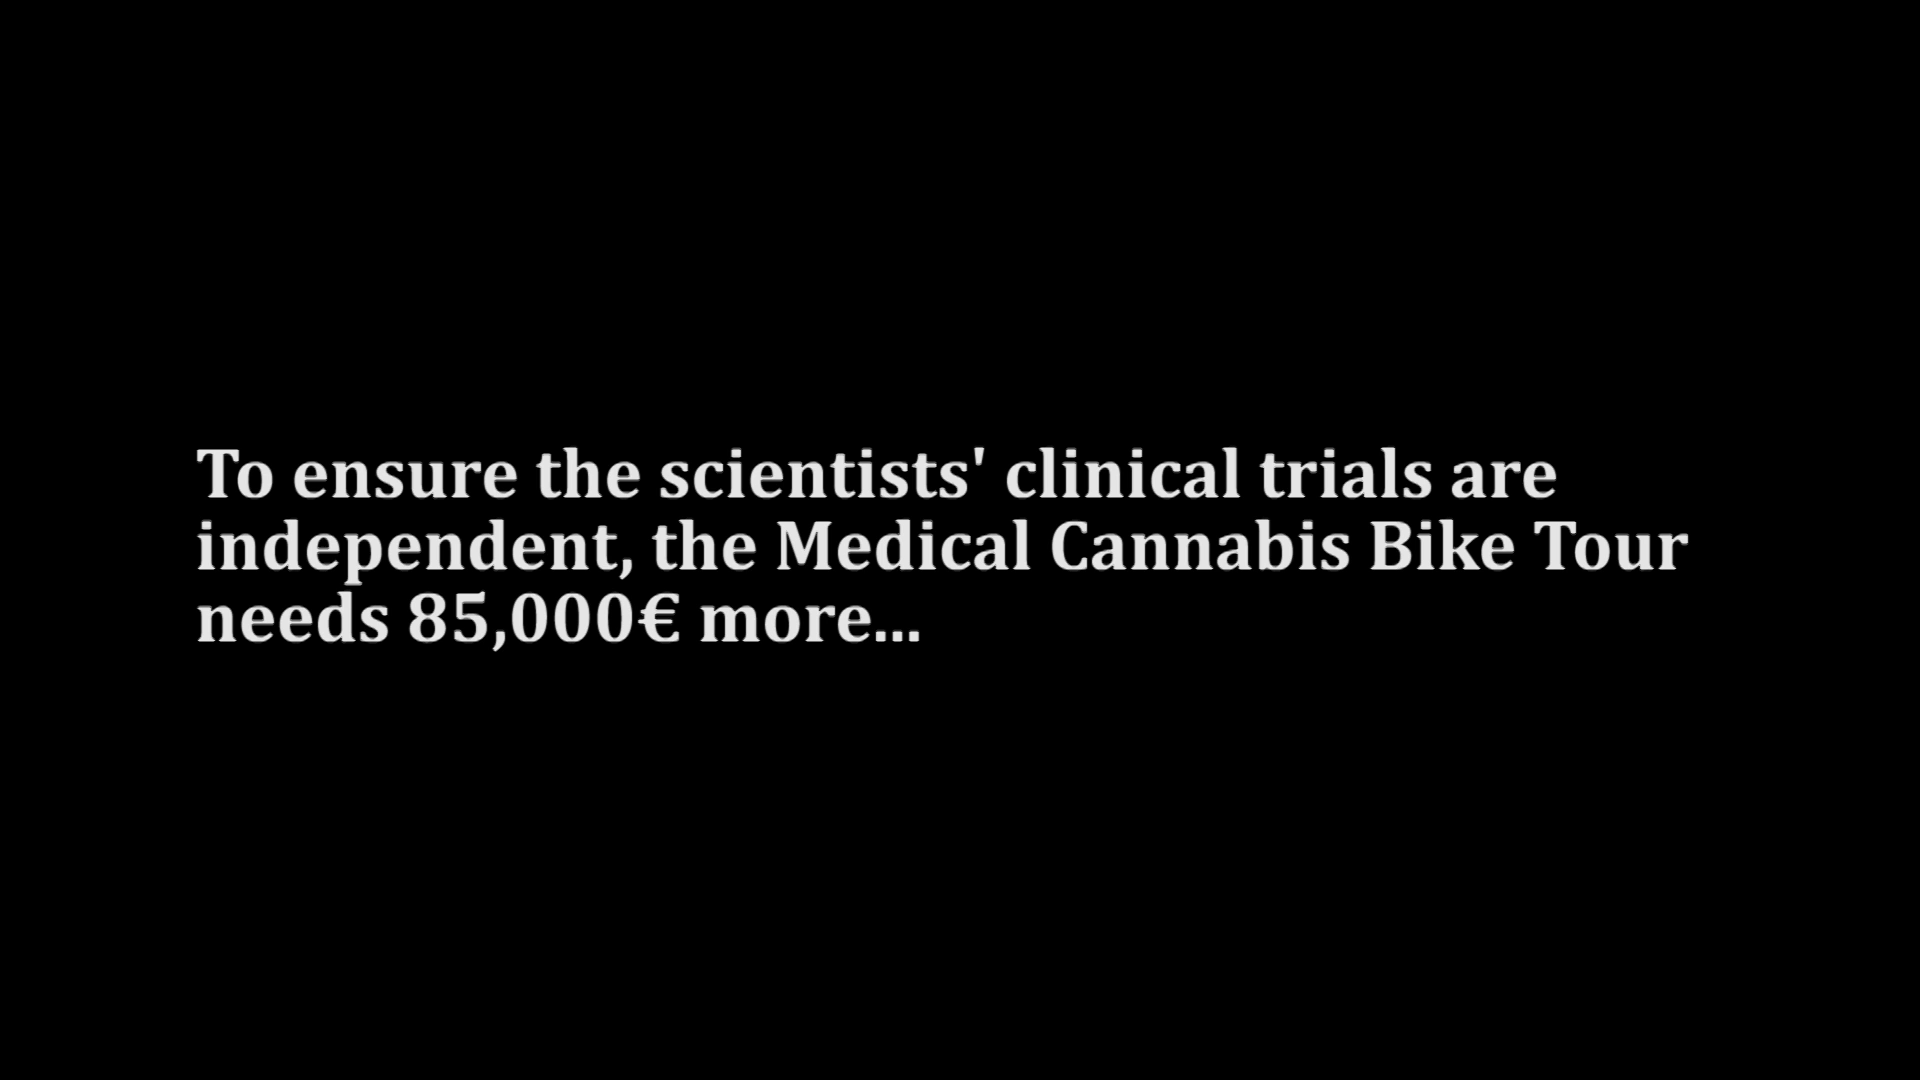 To ensure the scientists' clinical trials are
independent, the Medical Cannabis Bike Tour
needs 85,000€ more...